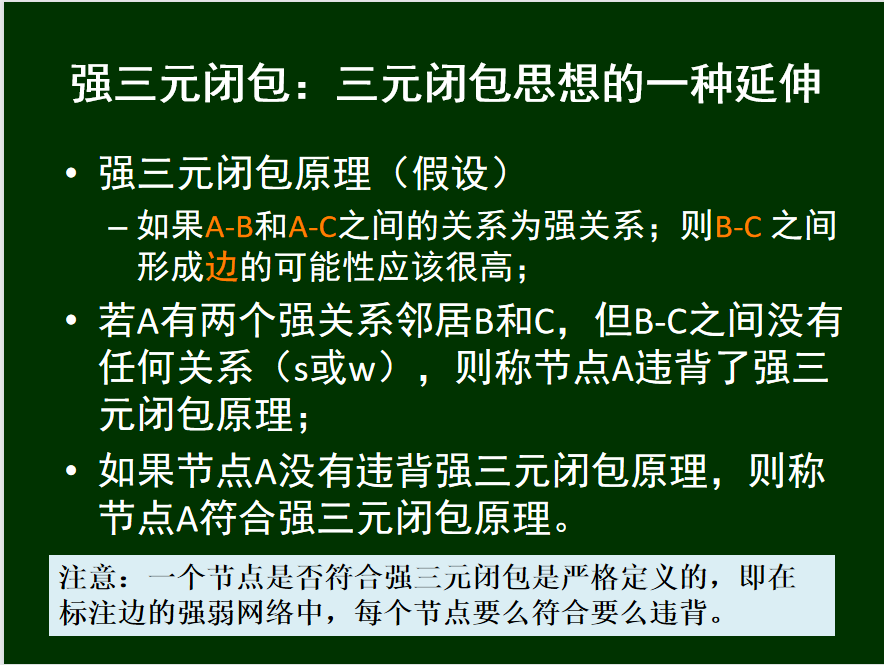 强三元闭包：三元闭包思想的一种延伸
• 强三元闭包原理（假设）
– 如果A-B和A-C之间的关系为强关系；则B-C 之间
形成边的可能性应该很高；
• 若A有两个强关系邻居B和C，但B-C之间没有
任何关系（s或w），则称节点A违背了强三
元闭包原理；
• 如果节点A没有违背强三元闭包原理，则称
节点A符合强三元闭包原理。
注意：一个节点是否符合强三元闭包是严格定义的，即在
标注边的强弱网络中，每个节点要么符合要么违背。